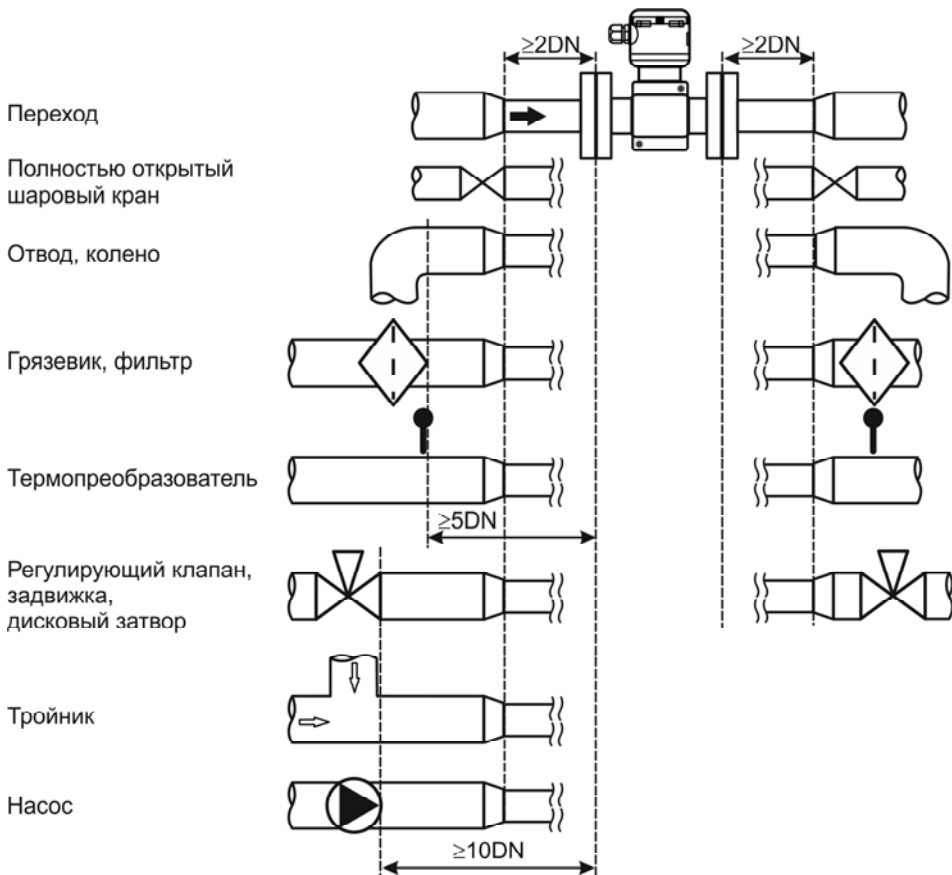 ≥2DN
≥2DN
Переход
Полностью открытый
шаровый кран
Отвод, колено
Грязевик, фильтр
Термопреобразователь
≥5DN
Регулирующий клапан,
задвижка,
дисковый затвор
Тройник
Насос
≥10DN